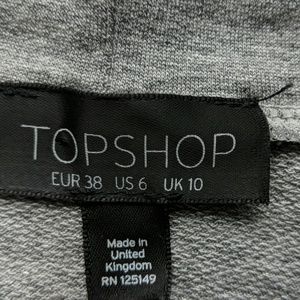 TOPSHOP
EUR 38 US 6 UK 10
Made in
United
Kingdom
RN 125149